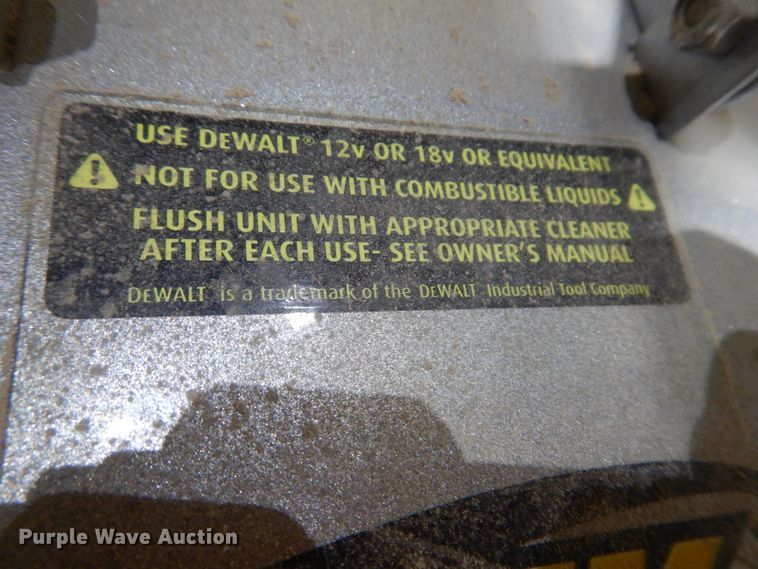 USE DEWALT® 12v OR 18v OR EQUIVALENT
NOT FOR USE WITH COMBUSTIBLE LIQUIDS
FLUSH UNIT WITH APPROPRIATE CLEANER
AFTER EACH USE- SEE OWNER'S MANUAL
DEWALT is a trademark of the DEWALT Industrial Tool Company
Purple Wave Auction